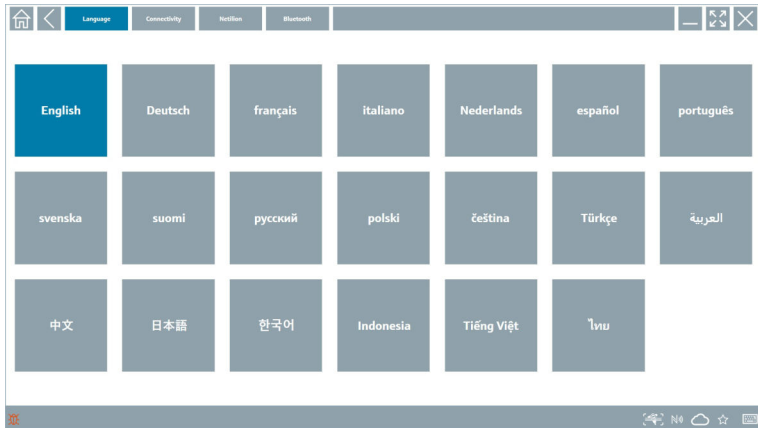 Language Connectivity Netilion Bluetooth
English Deutsch français italiano Nederlands español português
svenska suomi русский polski čeština Türkçe العربية
中文 日本語 한국어 Indonesia Tiếng Việt ไทย